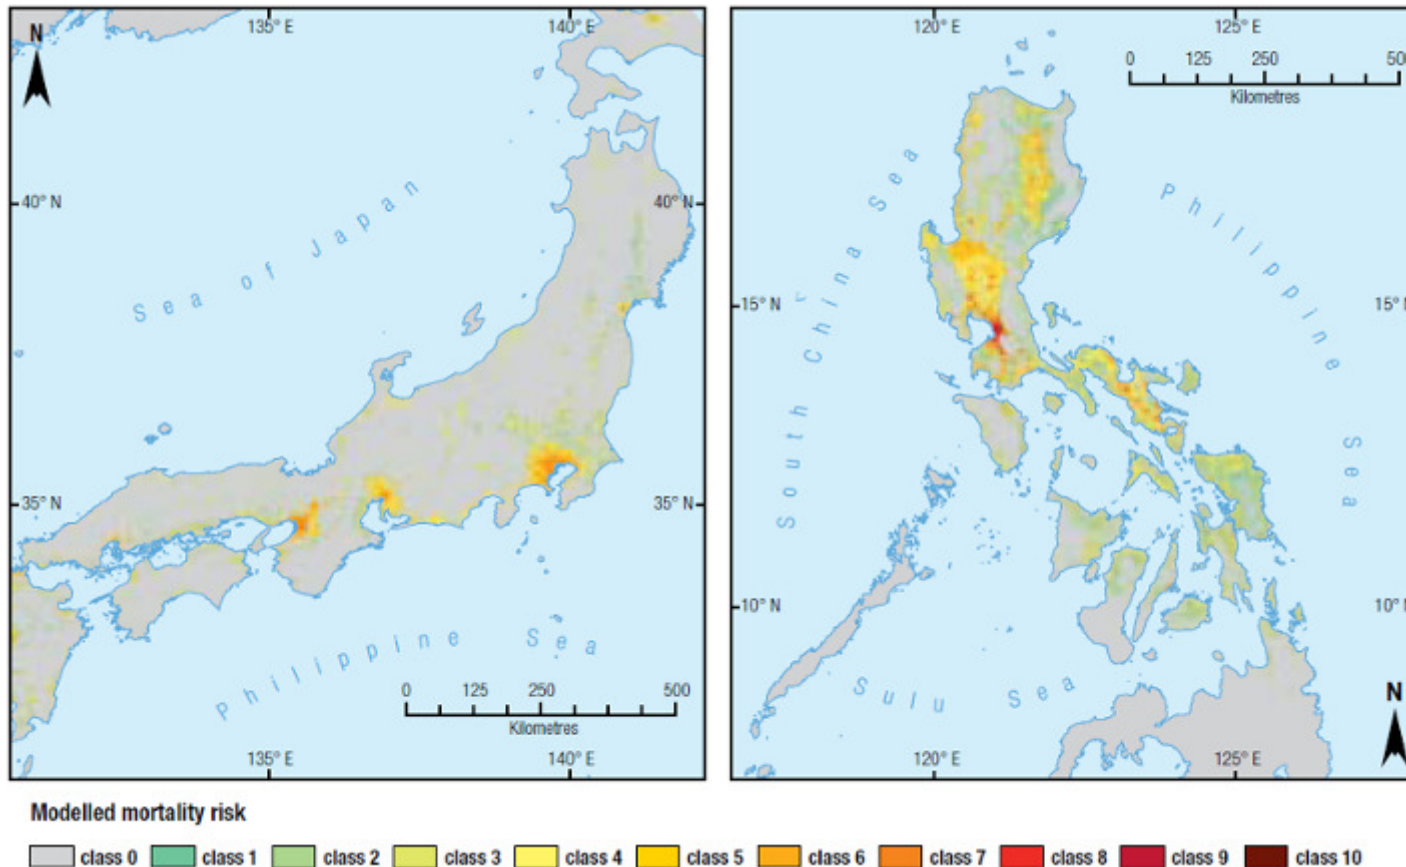 135° E
140° E
N
40° N
40° N
Sea of Japan
35° N
35° N
Philippine Sea
0 125 250 500
Kilometres
135° E
140° E
120° E
125° E
0 125 250 500
Kilometres
South China Sea
Philippine Sea
15° N
15° N
10° N
10° N
Sulu Sea
N
120° E
125° E
Modelled mortality risk
class 0 class 1 class 2 class 3 class 4 class 5 class 6 class 7 class 8 class 9 class 10